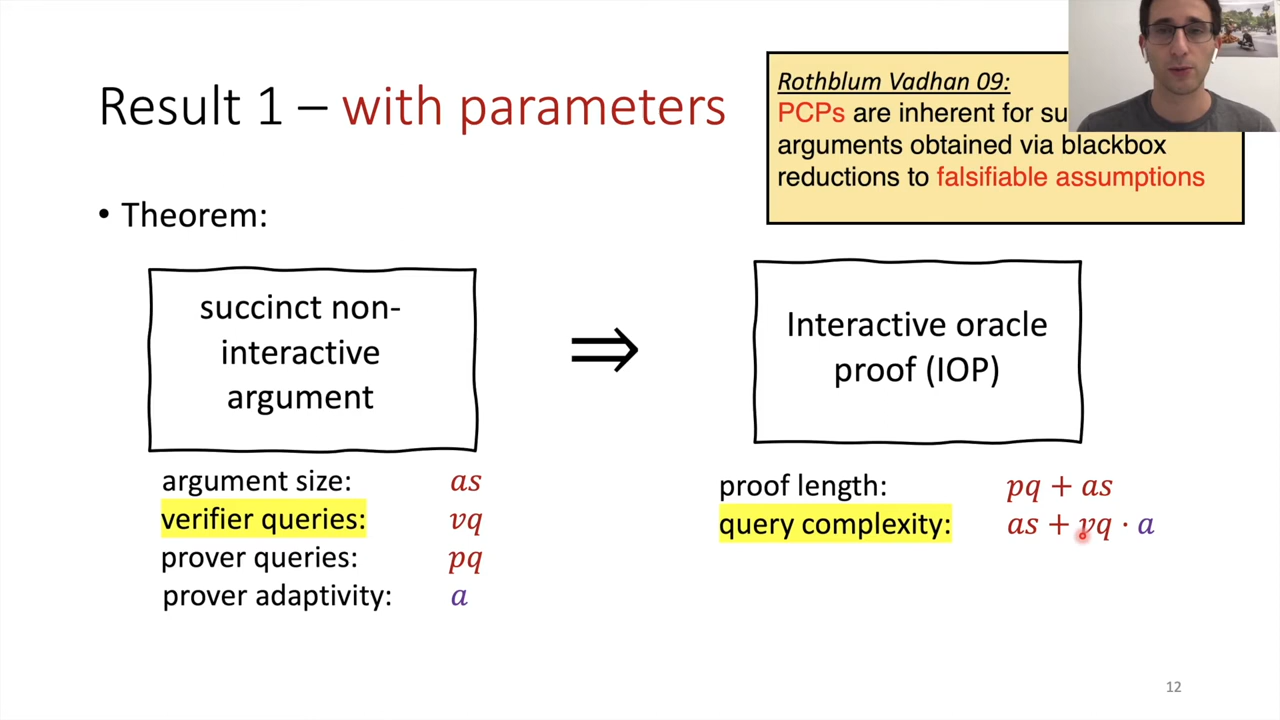 Result 1 – with parameters
Rothblum Vadhan 09:
PCPs are inherent for
arguments obtained via blackbox
reductions to falsifiable assumptions
• Theorem:
succinct non-
interactive
argument
⇒
Interactive oracle
proof (IOP)
argument size: as
verifier queries: vq
prover queries: pq
prover adaptivity: a
proof length: pq + as
query complexity: as + vq · a
12